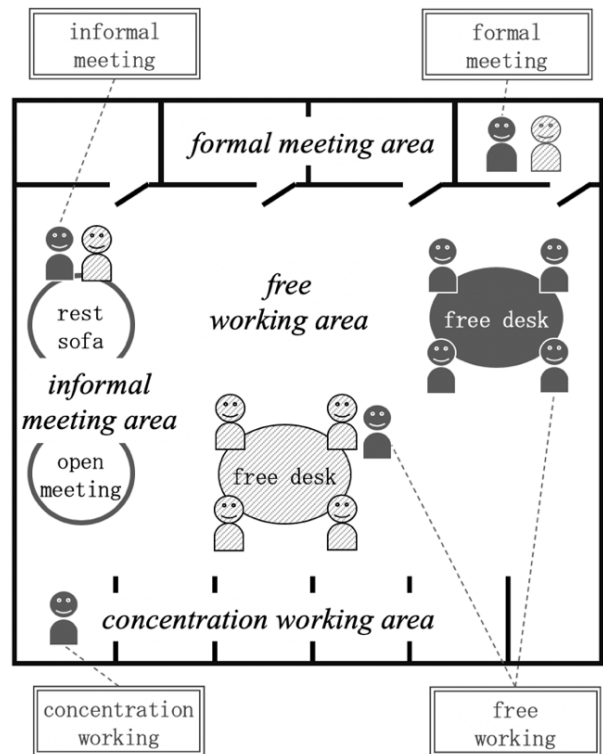 informal
meeting
formal
meeting
formal meeting area
rest
sofa
free
working area
free desk
informal
meeting area
open
meeting
free desk
concentration working area
concentration
working
free
working